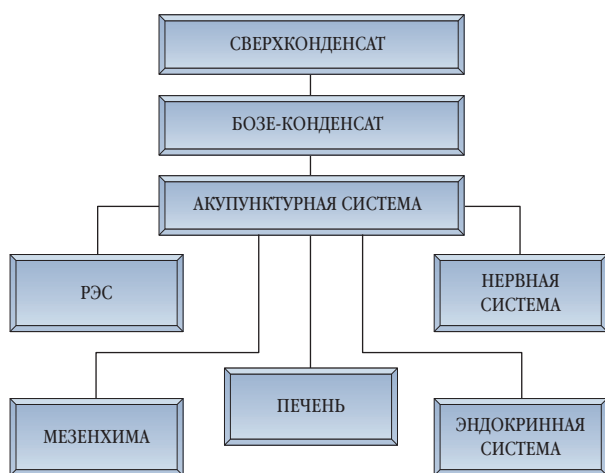 СВЕРХКОНДЕНСАТ
БОЗЕ-КОНДЕНСАТ
АКУПУНКТУРНАЯ СИСТЕМА
РЭС
НЕРВНАЯ
СИСТЕМА
МЕЗЕНХИМА
ПЕЧЕНЬ
ЭНДОКРИННАЯ
СИСТЕМА